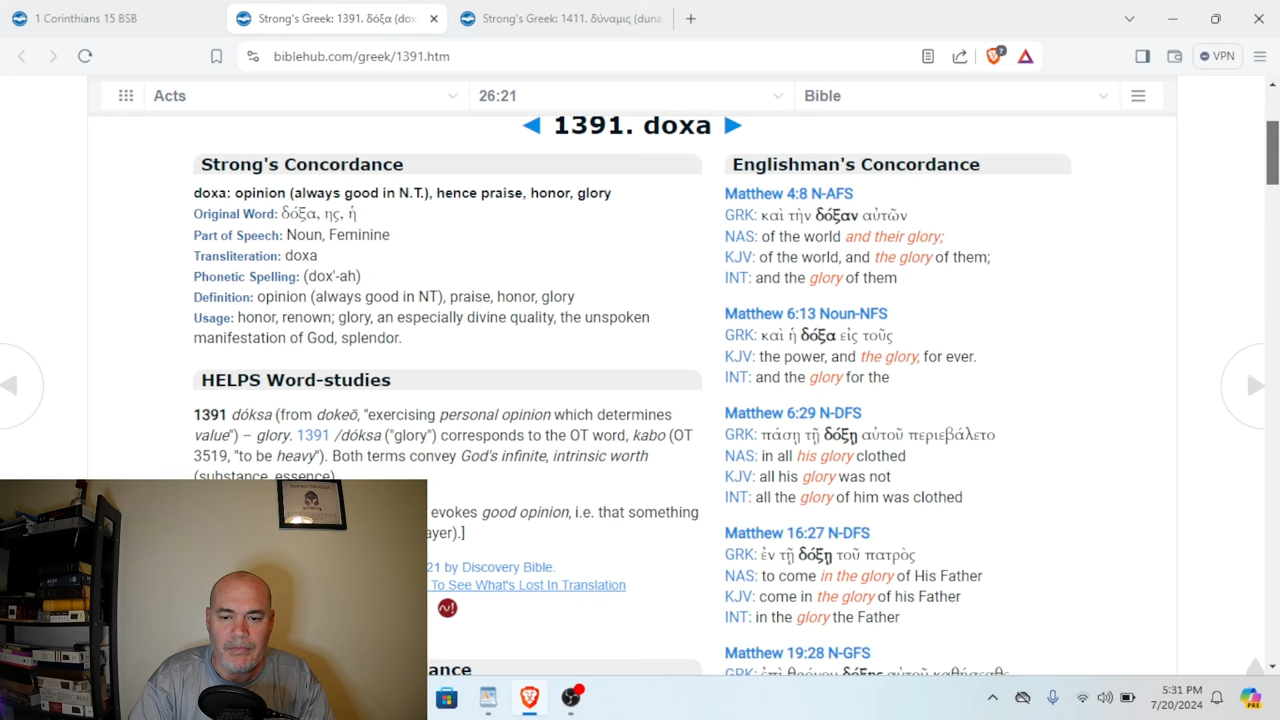 1 Corinthians 15 BSB
Strong's Greek: 1391. δόξα (dox
Strong's Greek: 1411. δύναμις (duna
biblehub.com/greek/1391.htm
7
VPN
Acts
26:21
Bible
1391. doxa
Strong's Concordance
doxa: opinion (always good in N.T.), hence praise, honor, glory
Original Word: δόξα, ης, ἡ
Part of Speech: Noun, Feminine
Transliteration: doxa
Phonetic Spelling: (dox'-ah)
Definition: opinion (always good in NT), praise, honor, glory
Usage: honor, renown; glory, an especially divine quality, the unspoken
manifestation of God, splendor.
HELPS Word-studies
1391 dóksa (from dokeō, "exercising personal opinion which determines
value") – glory. 1391 /dóksa ("glory") corresponds to the OT word, kabo (OT
3519, "to be heavy"). Both terms convey God's infinite, intrinsic worth
(substance, essence).
evokes good opinion, i.e. that something
ayer).]
21 by Discovery Bible.
To See What's Lost In Translation
ance
Englishman's Concordance
Matthew 4:8 N-AFS
GRK: καὶ τὴν δόξαν αὐτῶν
NAS: of the world and their glory;
KJV: of the world, and the glory of them;
INT: and the glory of them
Matthew 6:13 Noun-NFS
GRK: καὶ ἡ δόξα εἰς τοῦς
KJV: the power, and the glory, for ever.
INT: and the glory for the
Matthew 6:29 N-DFS
GRK: πάσῃ τῇ δόξῃ αὐτοῦ περιεβάλετο
NAS: in all his glory clothed
KJV: all his glory was not
INT: all the glory of him was clothed
Matthew 16:27 N-DFS
GRK: ἐν τῇ δόξῃ τοῦ πατρὸς
NAS: to come in the glory of His Father
KJV: come in the glory of his Father
INT: in the glory the Father
Matthew 19:28 N-GFS
GRK: ἐπὶ θρόνου δόξης αὐτοῦ καθήσεσθε
5:31 PM
7/20/2024